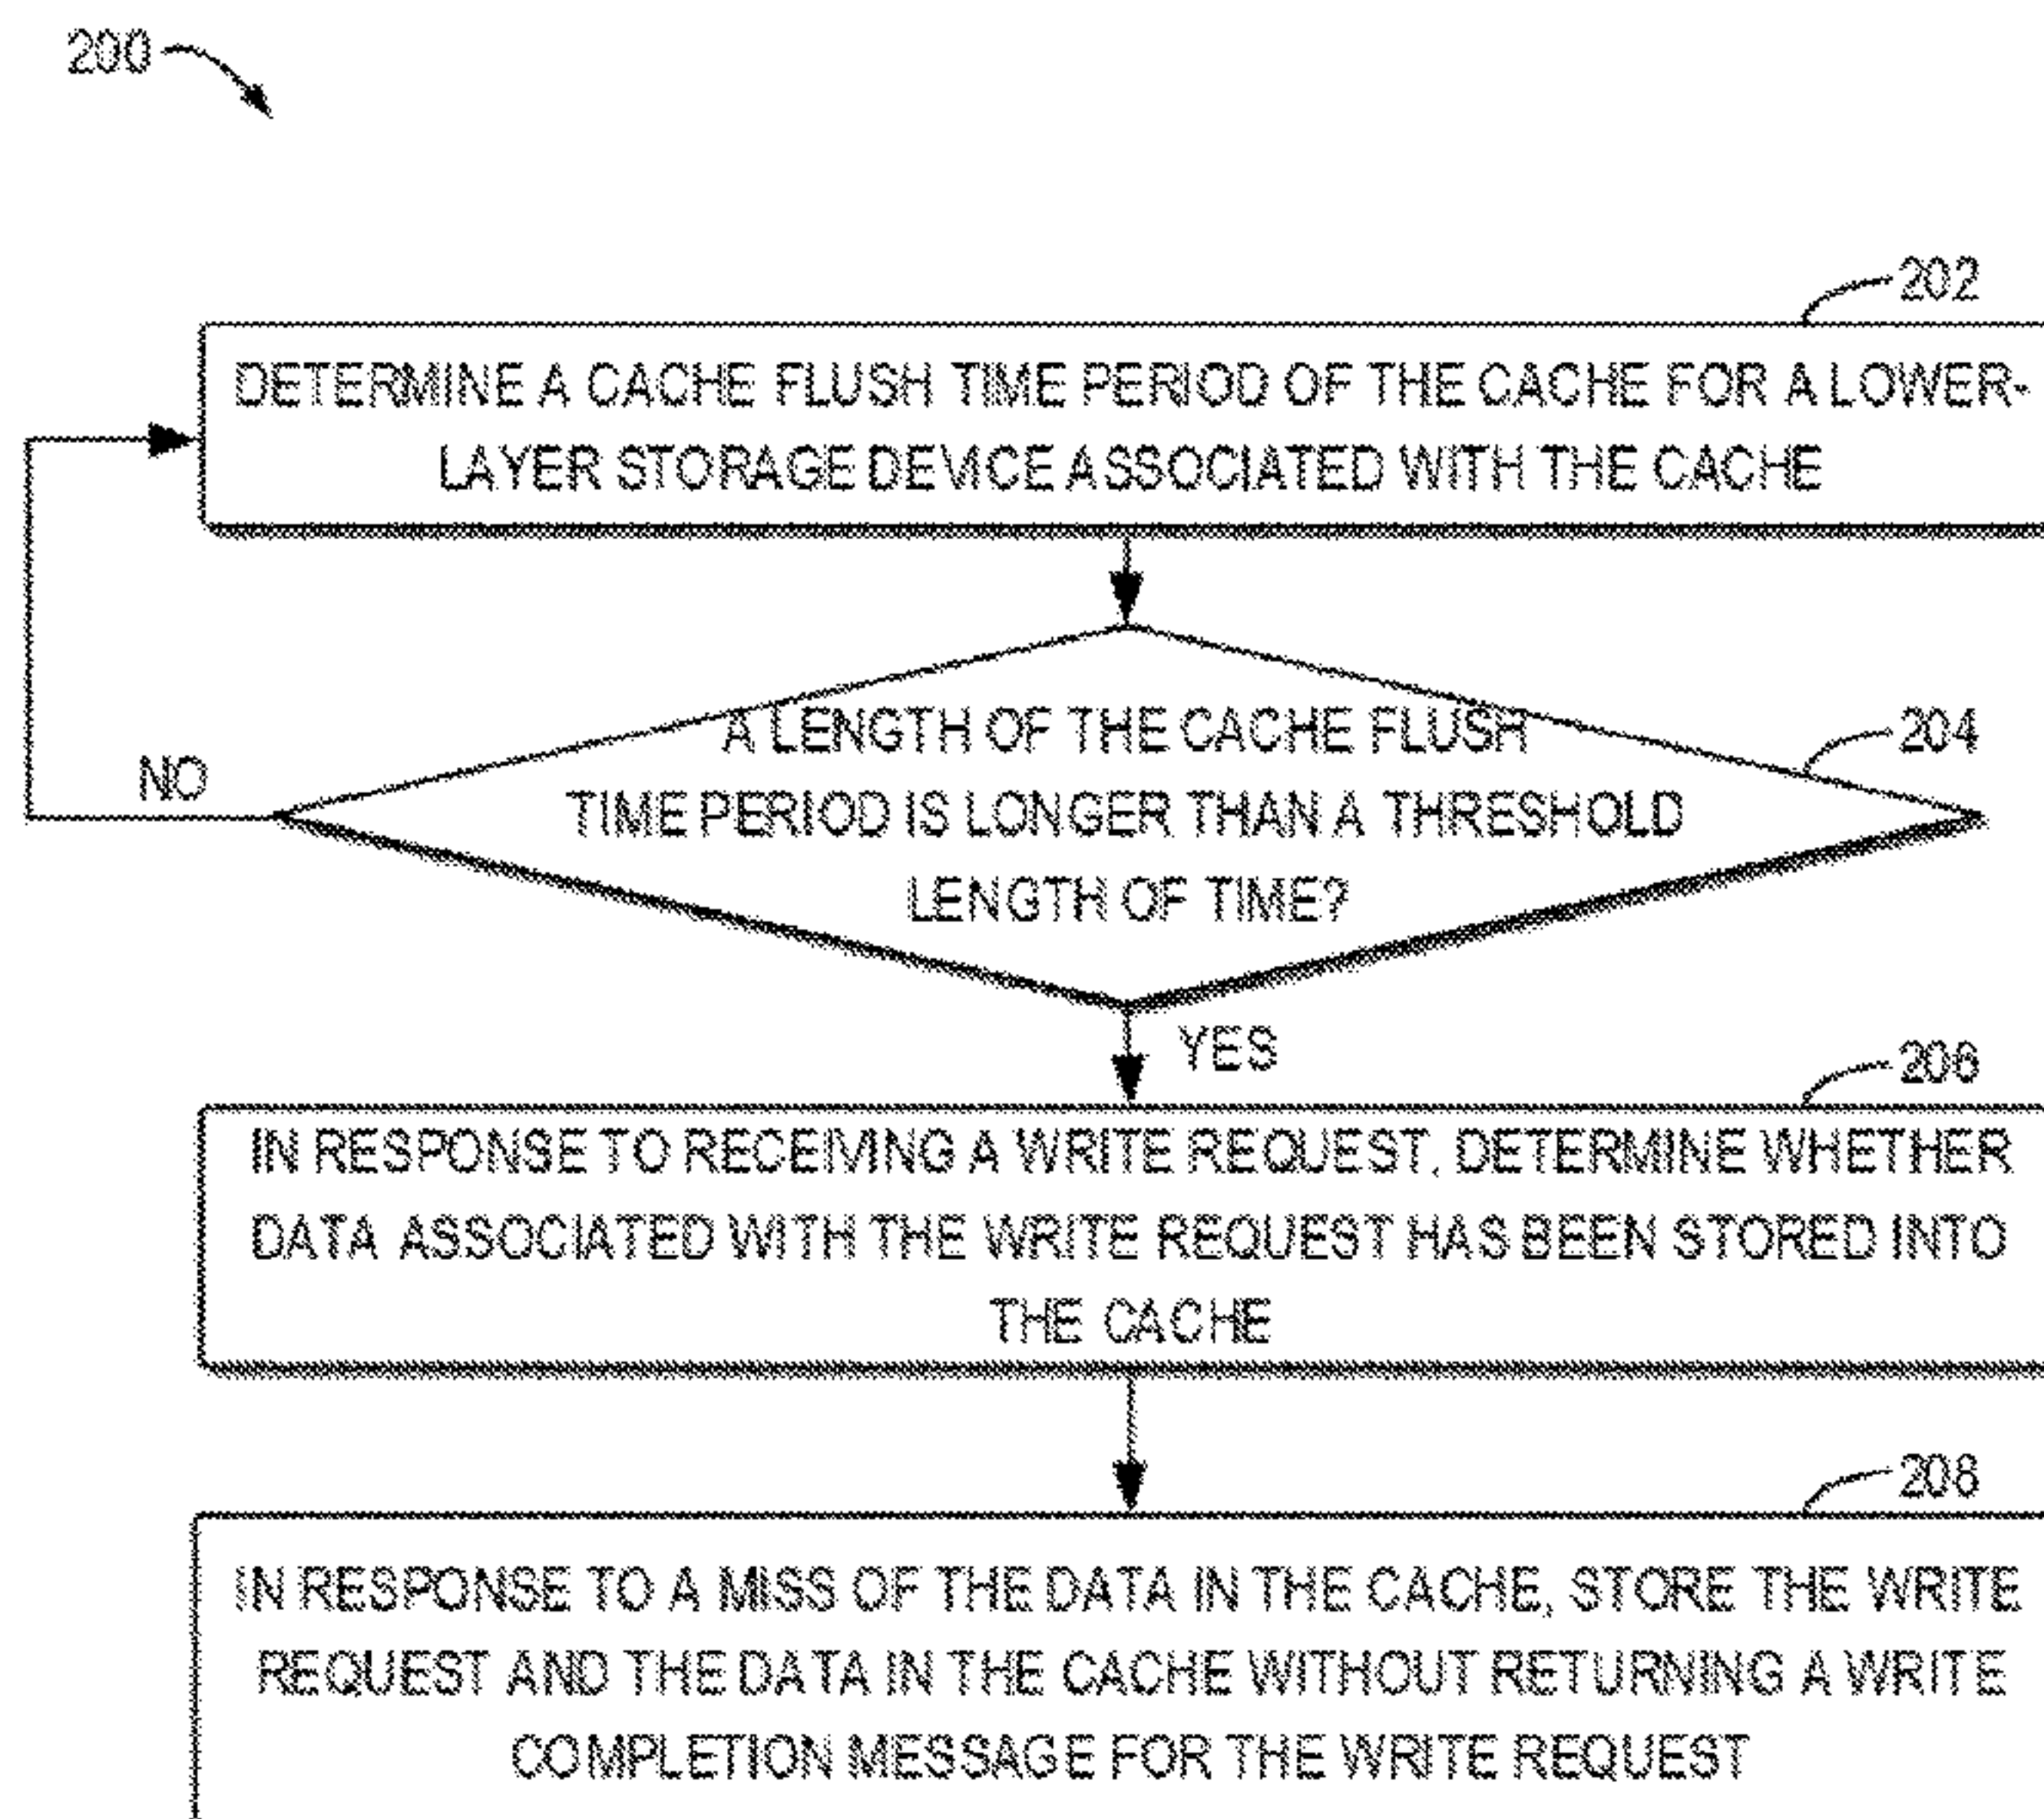 200
202
DETERMINE A CACHE FLUSH TIME PERIOD OF THE CACHE FOR A LOWER-
LAYER STORAGE DEVICE ASSOCIATED WITH THE CACHE
204
A LENGTH OF THE CACHE FLUSH
TIME PERIOD IS LONGER THAN A THRESHOLD
LENGTH OF TIME?
NO
YES
206
IN RESPONSE TO RECEIVING A WRITE REQUEST, DETERMINE WHETHER
DATA ASSOCIATED WITH THE WRITE REQUEST HAS BEEN STORED INTO
THE CACHE
208
IN RESPONSE TO A MISS OF THE DATA IN THE CACHE, STORE THE WRITE
REQUEST AND THE DATA IN THE CACHE WITHOUT RETURNING A WRITE
COMPLETION MESSAGE FOR THE WRITE REQUEST